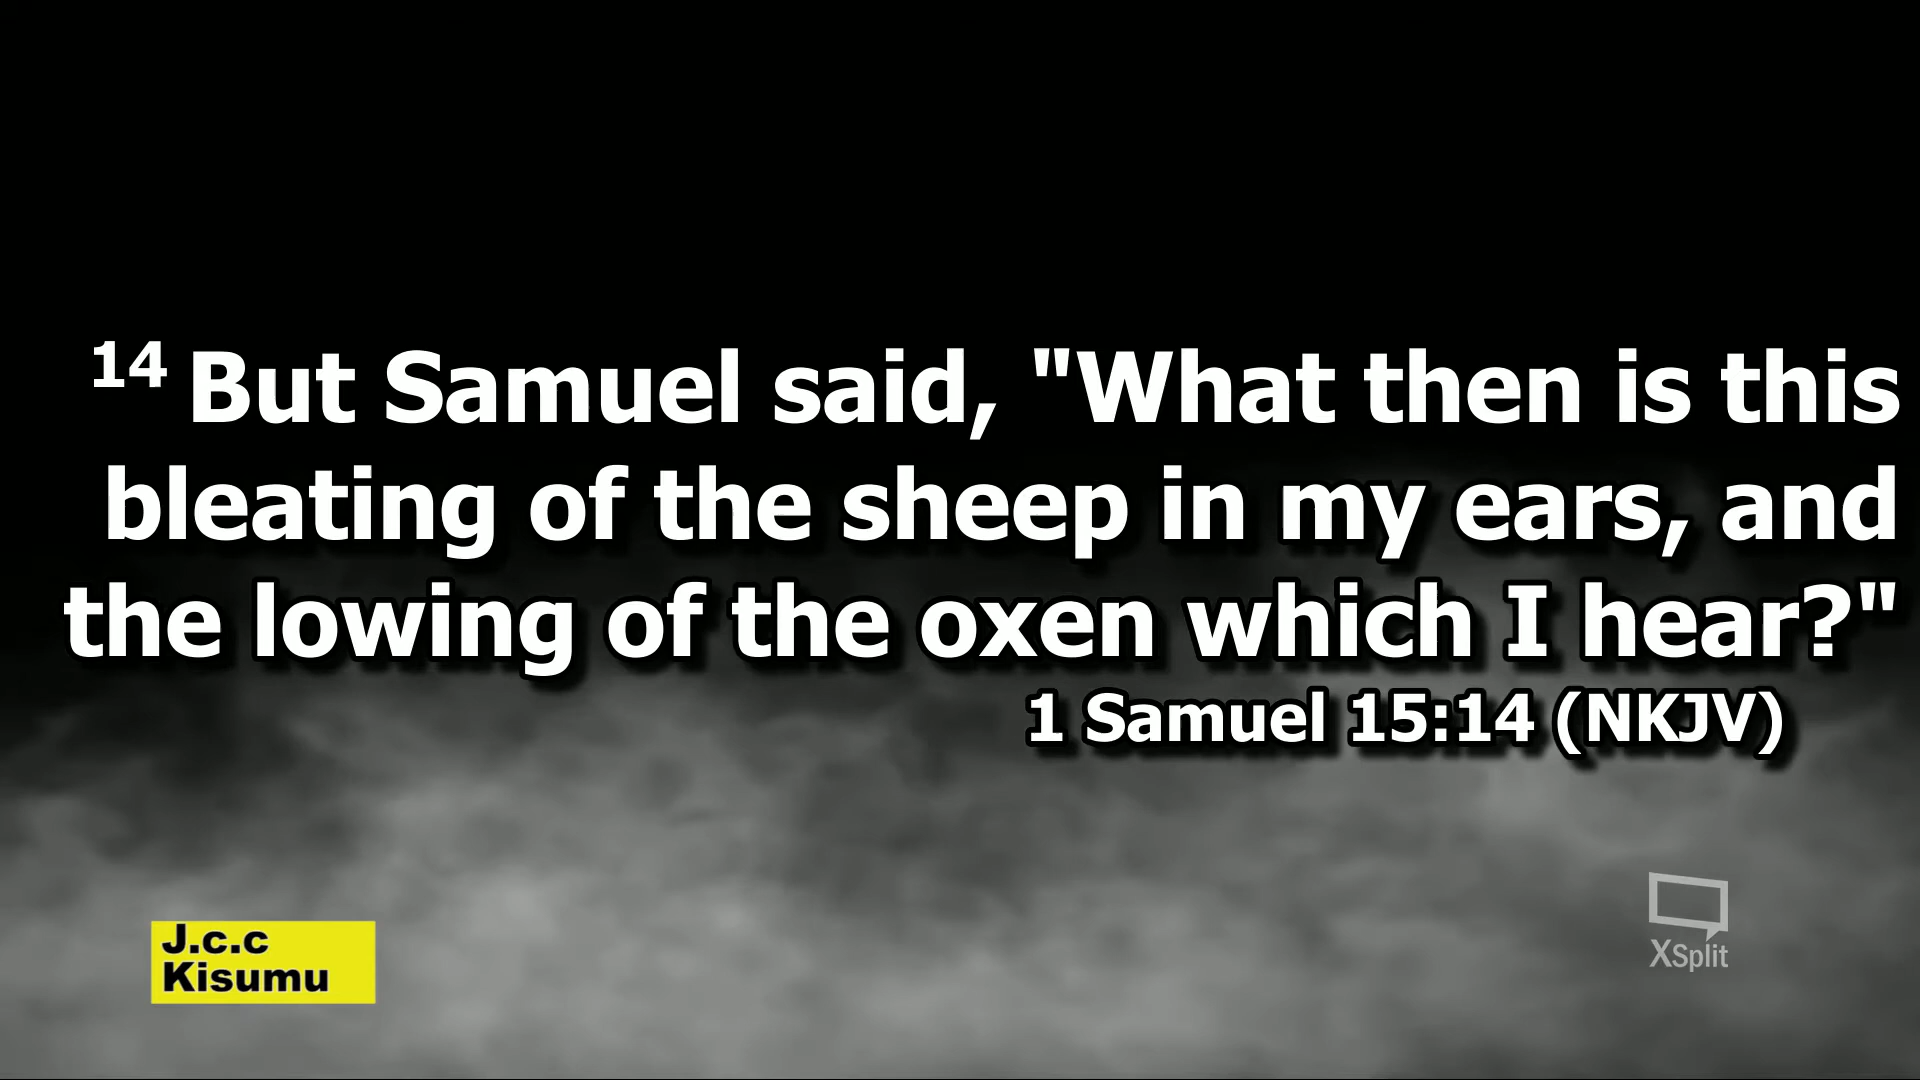 14 But Samuel said, "What then is this
bleating of the sheep in my ears, and
the lowing of the oxen which I hear?"
1 Samuel 15:14 (NKJV)
J.c.c
Kisumu
XSplit